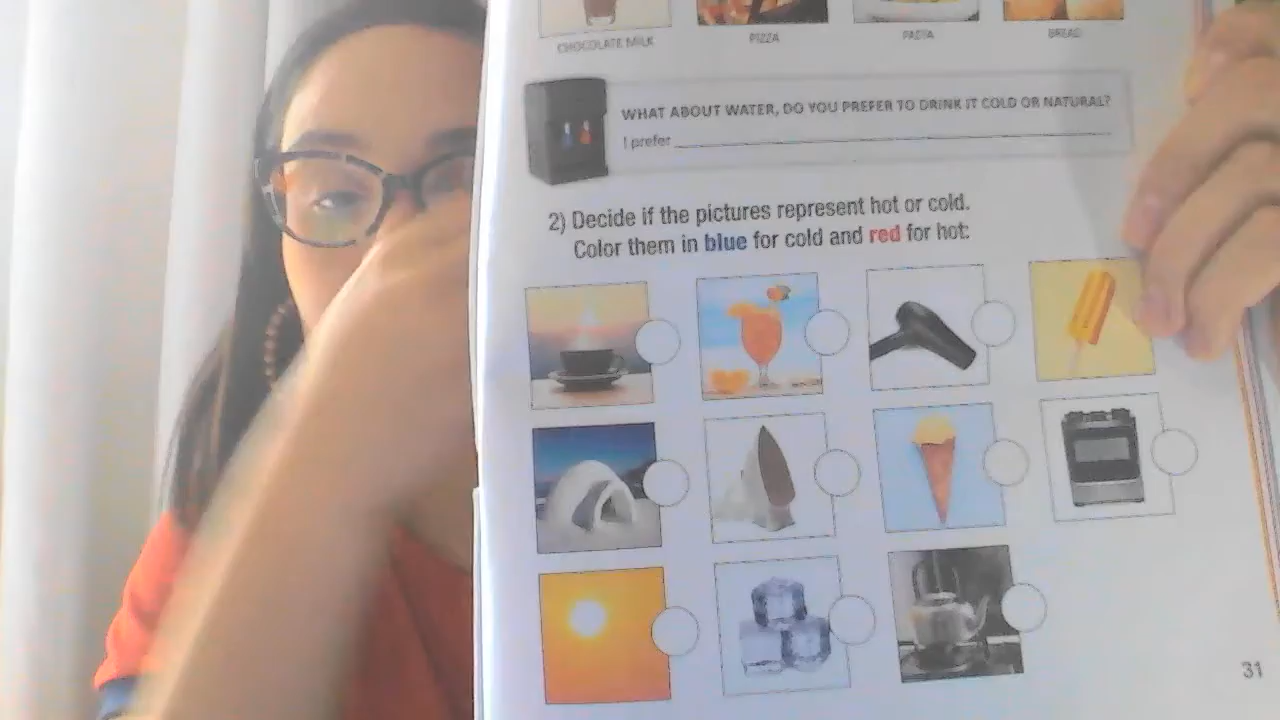 CHOCOLATE MILK PIZZA PASTA BREAD
WHAT ABOUT WATER, DO YOU PREFER TO DRINK IT COLD OR NATURAL?
I prefer
2) Decide if the pictures represent hot or cold.
Color them in blue for cold and red for hot:
31